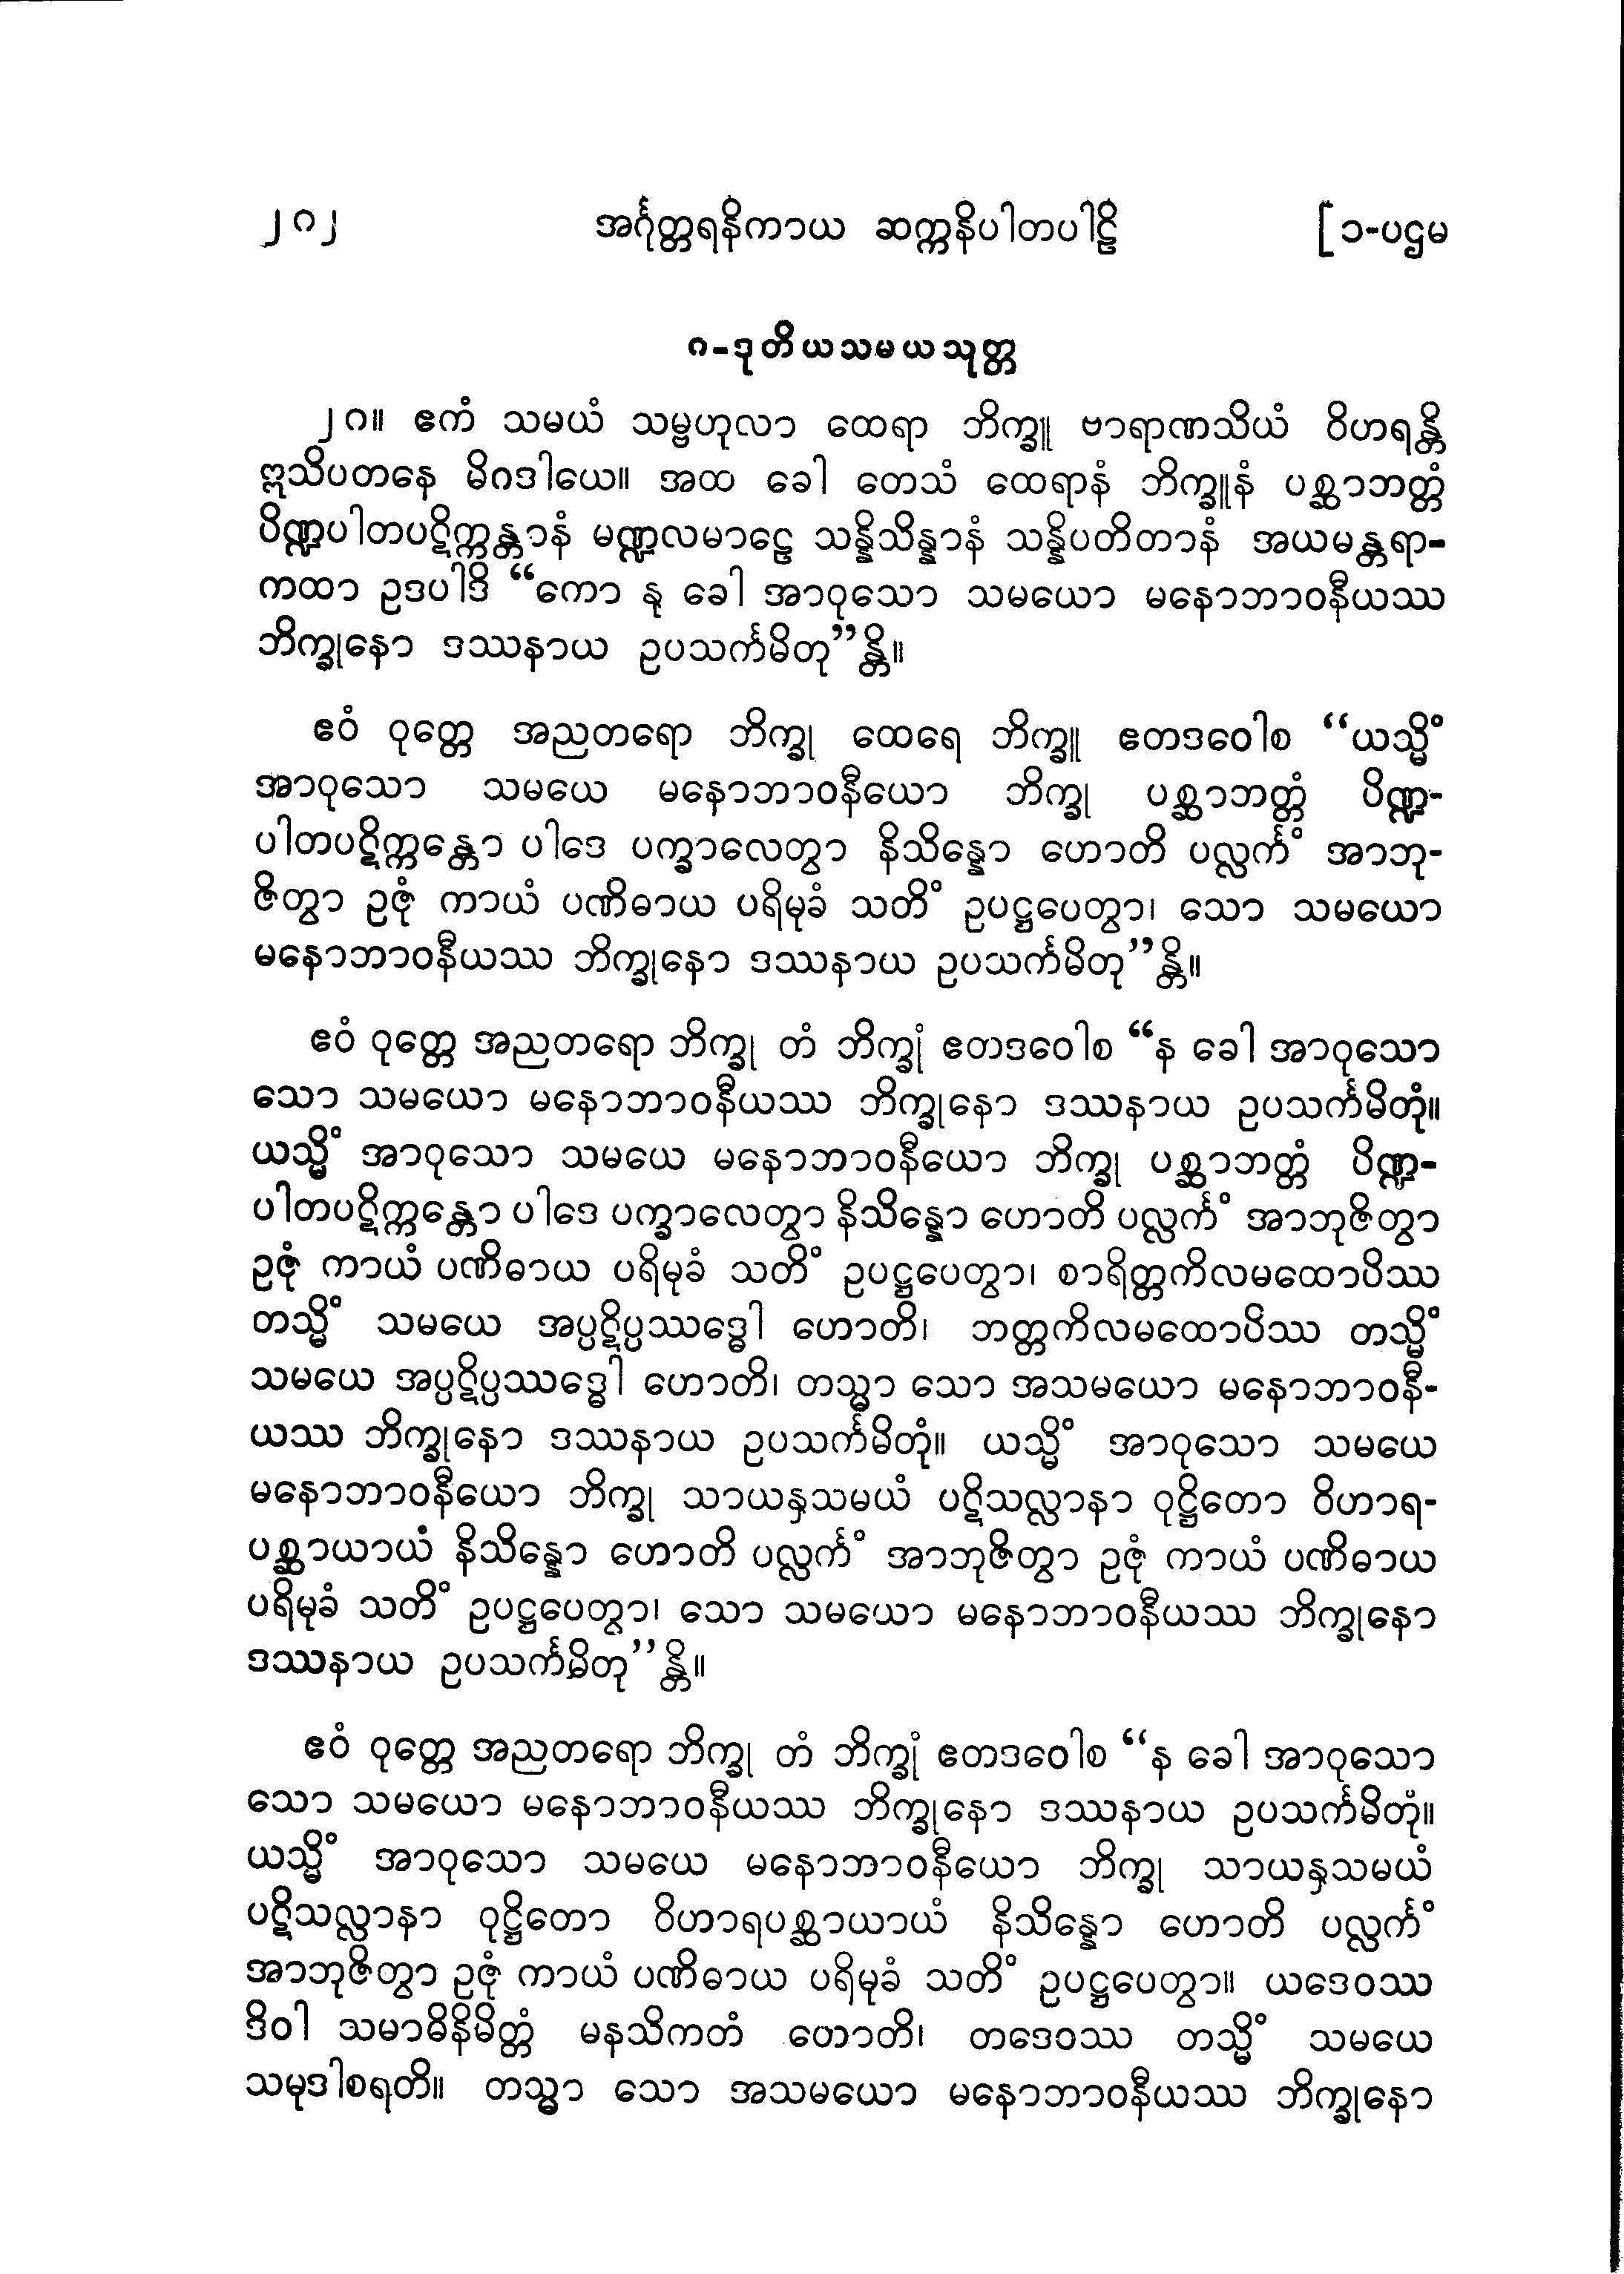 ၂၈၂ အင်္ဂုတ္တရနိကာယ ဆက္ကနိပါတပါဠိ [ ၁-ပဌမ
၈-ဒုတိယသမယသုတ္တ
၂၈။ ဧကံ သမယံ သမ္ဗဟုလာ ထေရာ ဘိက္ခူ ဗာရာဏသိယံ ဝိဟရန္တိ
ဣသိပတနေ မိဂဒါယေ။ အထ ခေါ တေသံ ထေရာနံ ဘိက္ခူနံ ပစ္ဆာဘတ္တံ
ပိဏ္ဍပါတပဋိက္ကန္တာနံ မဏ္ဍလမာဠေ သန္နိသိန္နာနံ သန္နိပတိတာနံ အယမန္တရာ-
ကထာ ဥဒပါဒိ “ကော နု ခေါ အာဝုသော သမယော မနောဘာဝနီယဿ
ဘိက္ခုနော ဒဿနာယ ဥပသင်္ကမိတု”န္တိ။
ဧဝံ ဝုတ္တေ အညတရော ဘိက္ခု ထေရေ ဘိက္ခူ ဧတဒဝေါစ “ယသ္မိံ
အာဝုသော သမယေ မနောဘာဝနီယော ဘိက္ခု ပစ္ဆာဘတ္တံ ပိဏ္ဍ-
ပါတပဋိက္ကန္တော ပါဒေ ပက္ခာလေတွာ နိသိန္နော ဟောတိ ပလ္လင်္ကံ အာဘု-
ဇိတွာ ဥဇုံ ကာယံ ပဏိဓာယ ပရိမုခံ သတိံ ဥပဋ္ဌပေတွာ၊ သော သမယော
မနောဘာဝနီယဿ ဘိက္ခုနော ဒဿနာယ ဥပသင်္ကမိတု”န္တိ။
ဧဝံ ဝုတ္တေ အညတရော ဘိက္ခု တံ ဘိက္ခုံ ဧတဒဝေါစ “န ခေါ အာဝုသော
သော သမယော မနောဘာဝနီယဿ ဘိက္ခုနော ဒဿနာယ ဥပသင်္ကမိတုံ။
ယသ္မိံ အာဝုသော သမယေ မနောဘာဝနီယော ဘိက္ခု ပစ္ဆာဘတ္တံ ပိဏ္ဍ-
ပါတပဋိက္ကန္တော ပါဒေ ပက္ခာလေတွာ နိသိန္နော ဟောတိ ပလ္လင်္ကံ အာဘုဇိတွာ
ဥဇုံ ကာယံ ပဏိဓာယ ပရိမုခံ သတိံ ဥပဋ္ဌပေတွာ၊ စာရိတ္တကိလမထောပိဿ
တသ္မိံ သမယေ အပ္ပဋိပ္ပဿဒ္ဓေါ ဟောတိ၊ ဘတ္တကိလမထောပိဿ တသ္မိံ
သမယေ အပ္ပဋိပ္ပဿဒ္ဓေါ ဟောတိ၊ တသ္မာ သော အသမယော မနောဘာဝနီ-
ယဿ ဘိက္ခုနော ဒဿနာယ ဥပသင်္ကမိတုံ။ ယသ္မိံ အာဝုသော သမယေ
မနောဘာဝနီယော ဘိက္ခု သာယနှသမယံ ပဋိသလ္လာနာ ဝုဋ္ဌိတော ဝိဟာရ-
ပစ္ဆာယာယံ နိသိန္နော ဟောတိ ပလ္လင်္ကံ အာဘုဇိတွာ ဥဇုံ ကာယံ ပဏိဓာယ
ပရိမုခံ သတိံ ဥပဋ္ဌပေတွာ၊ သော သမယော မနောဘာဝနီယဿ ဘိက္ခုနော
ဒဿနာယ ဥပသင်္ကမိတု”န္တိ။
ဧဝံ ဝုတ္တေ အညတရော ဘိက္ခု တံ ဘိက္ခုံ ဧတဒဝေါစ “န ခေါ အာဝုသော
သော သမယော မနောဘာဝနီယဿ ဘိက္ခုနော ဒဿနာယ ဥပသင်္ကမိတုံ။
ယသ္မိံ အာဝုသော သမယေ မနောဘာဝနီယော ဘိက္ခု သာယနှသမယံ
ပဋိသလ္လာနာ ဝုဋ္ဌိတော ဝိဟာရပစ္ဆာယာယံ နိသိန္နော ဟောတိ ပလ္လင်္ကံ
အာဘုဇိတွာ ဥဇုံ ကာယံ ပဏိဓာယ ပရိမုခံ သတိံ ဥပဋ္ဌပေတွာ။ ယဒေဝဿ
ဒိဝါ သမာဓိနိမိတ္တံ မနသိကတံ ဟောတိ၊ တဒေဝဿ တသ္မိံ သမယေ
သမုဒါစရတိ။ တသ္မာ သော အသမယော မနောဘာဝနီယဿ ဘိက္ခုနော